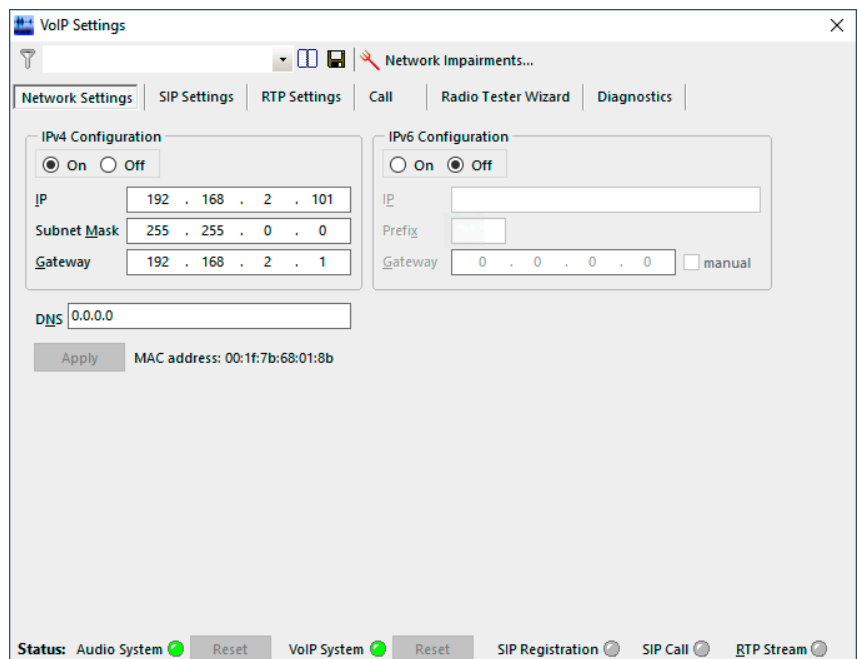 VoIP Settings
Network Impairments...
Network Settings SIP Settings RTP Settings Call Radio Tester Wizard Diagnostics
IPv4 Configuration IPv6 Configuration
On Off On Off
IP 192 . 168 . 2 . 101 IP
Subnet Mask 255 . 255 . 0 . 0 Prefix
Gateway 192 . 168 . 2 . 1 Gateway 0 . 0 . 0 . 0 manual
DNS 0.0.0.0
Apply MAC address: 00:1f:7b:68:01:8b
Status: Audio System Reset VoIP System Reset SIP Registration SIP Call RTP Stream